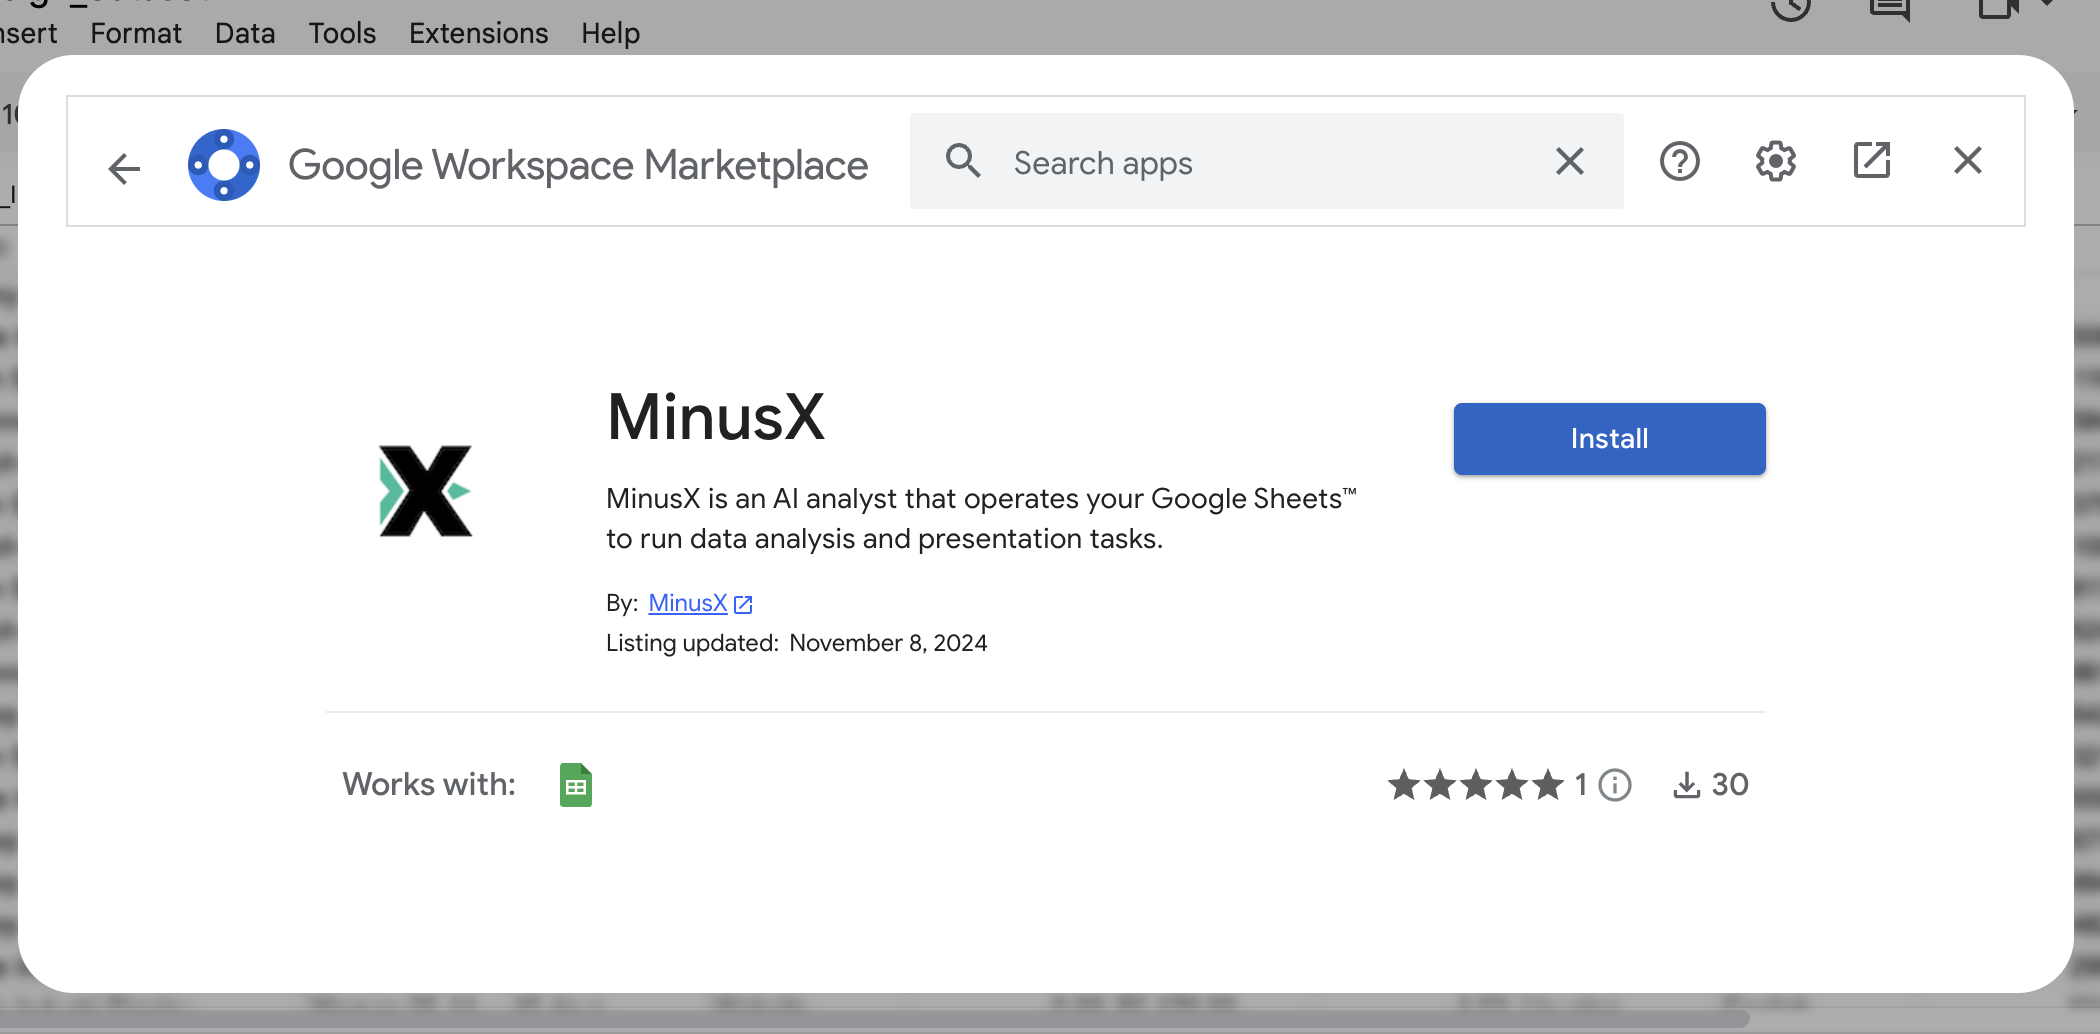 Format Data Tools Extensions Help
Google Workspace Marketplace
Search apps
MinusX
Install
MinusX is an AI analyst that operates your Google Sheets™
to run data analysis and presentation tasks.
By: MinusX
Listing updated: November 8, 2024
Works with:
1
30